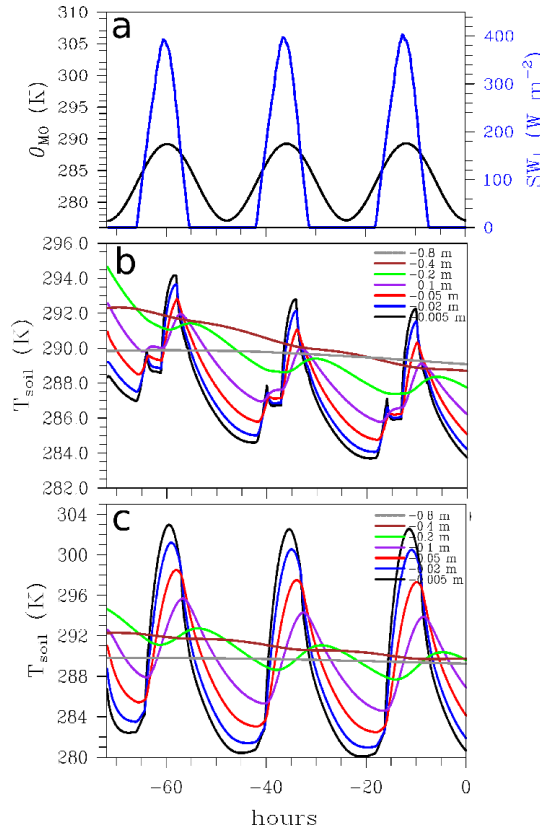 a
310
305
300
295
290
285
280
θMO (K)
400
300
200
100
0
SW↓ (W m−2)
b
296.0
294.0
292.0
290.0
288.0
286.0
284.0
282.0
Tsoil (K)
−0.8 m
−0.4 m
−0.2 m
0.1 m
−0.05 m
−0.02 m
−0.005 m
c
304
300
296
292
288
284
280
Tsoil (K)
−0.8 m
−0.4 m
−0.2 m
−0.1 m
−0.05 m
−0.02 m
−0.005 m
−60
−40
−20
0
hours